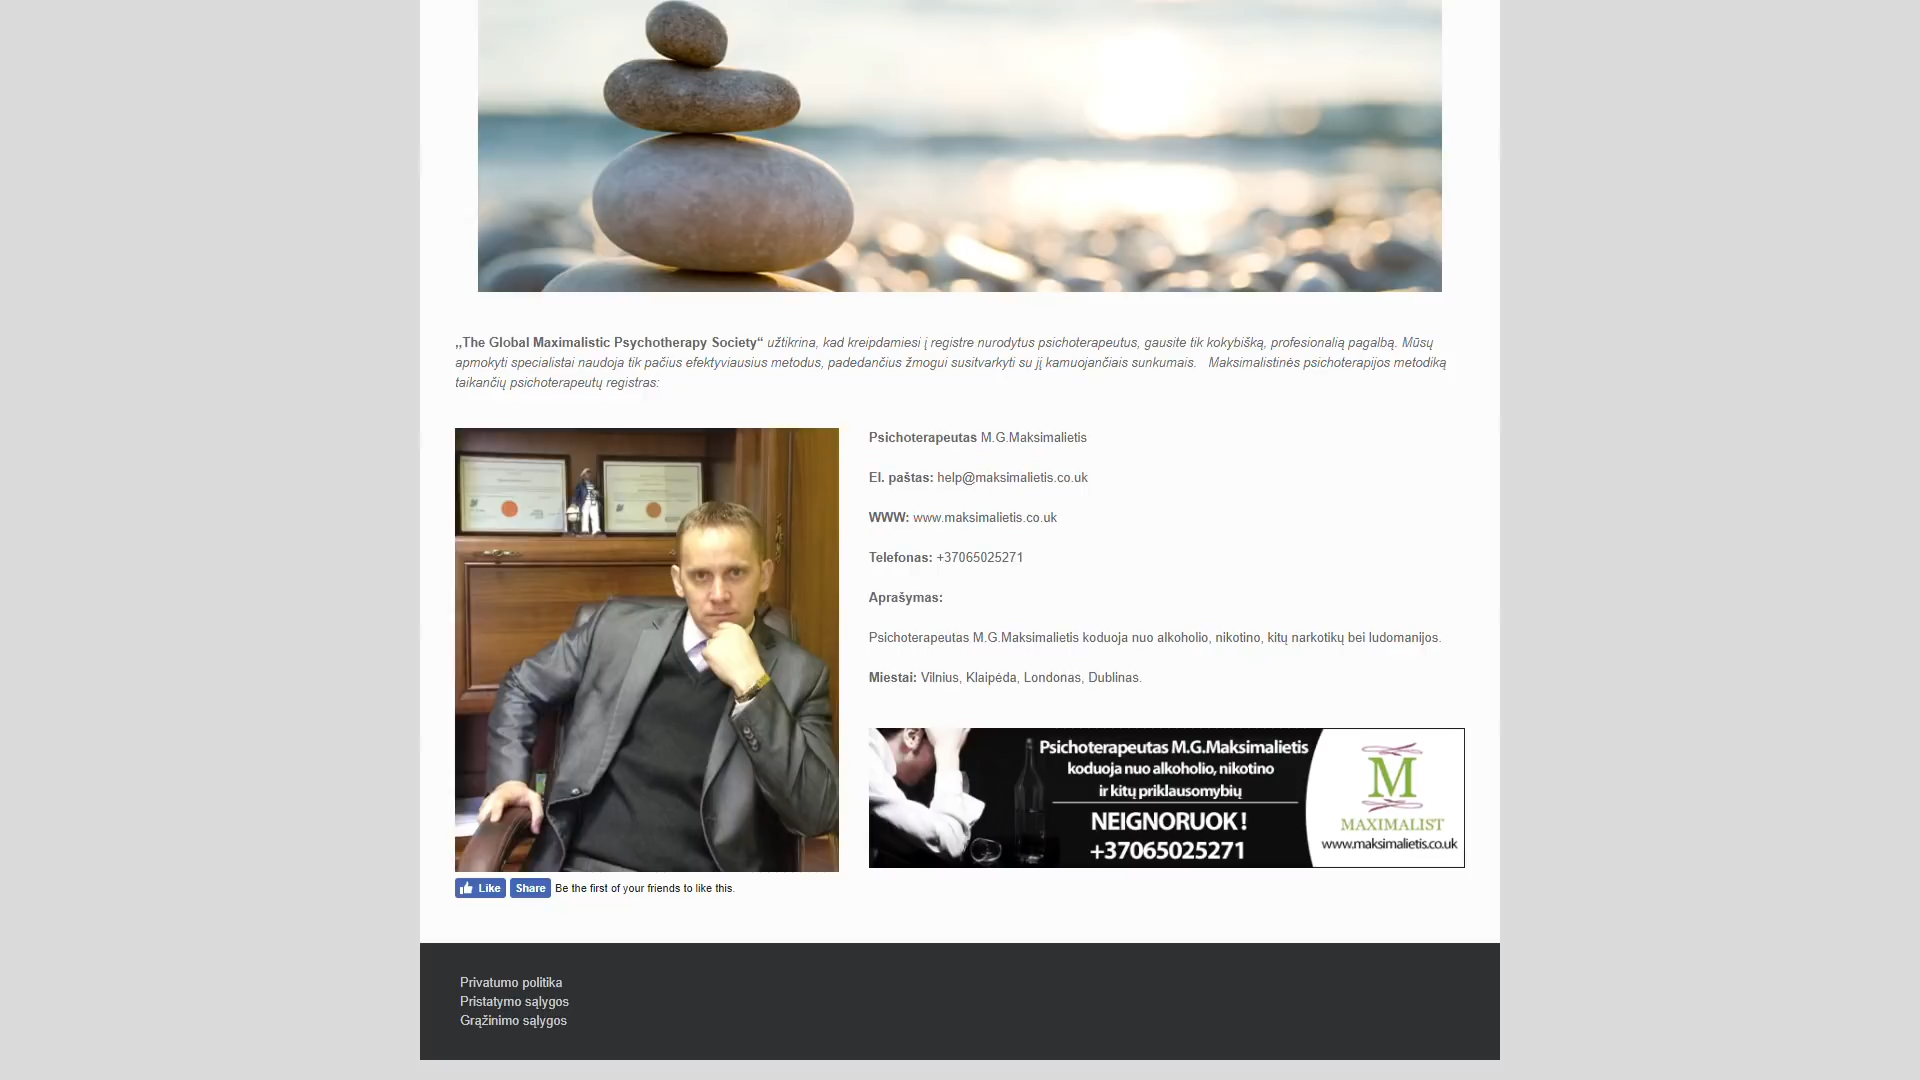 ,,The Global Maximalistic Psychotherapy Society“ užtikrina, kad kreipdamiesi į registre nurodytus psichoterapeutus, gausite tik kokybišką, profesionalią pagalbą. Mūsų
apmokyti specialistai naudoja tik pačius efektyviausius metodus, padedančius žmogui susitvarkyti su jį kamuojančiais sunkumais.   Maksimalistinės psichoterapijos metodiką
taikančių psichoterapeutų registras:
Psichoterapeutas M.G.Maksimalietis
El. paštas: help@maksimalietis.co.uk
WWW: www.maksimalietis.co.uk
Telefonas: +37065025271
Aprašymas:
Psichoterapeutas M.G.Maksimalietis koduoja nuo alkoholio, nikotino, kitų narkotikų bei ludomanijos.
Miestai: Vilnius, Klaipėda, Londonas, Dublinas.
Psichoterapeutas M.G.Maksimalietis
koduoja nuo alkoholio, nikotino
ir kitų priklausomybių
NEIGNORUOK!
+37065025271
M
MAXIMALIST
www.maksimalietis.co.uk
Like Share Be the first of your friends to like this.
Privatumo politika
Pristatymo sąlygos
Grąžinimo sąlygos